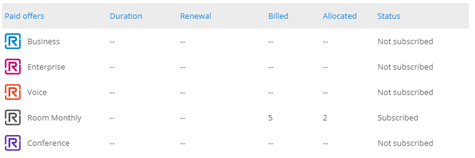 Paid offers Duration Renewal Billed Allocated Status
Business -- -- -- -- Not subscribed
Enterprise -- -- -- -- Not subscribed
Voice -- -- -- -- Not subscribed
Room Monthly -- -- 5 2 Subscribed
Conference -- -- -- -- Not subscribed